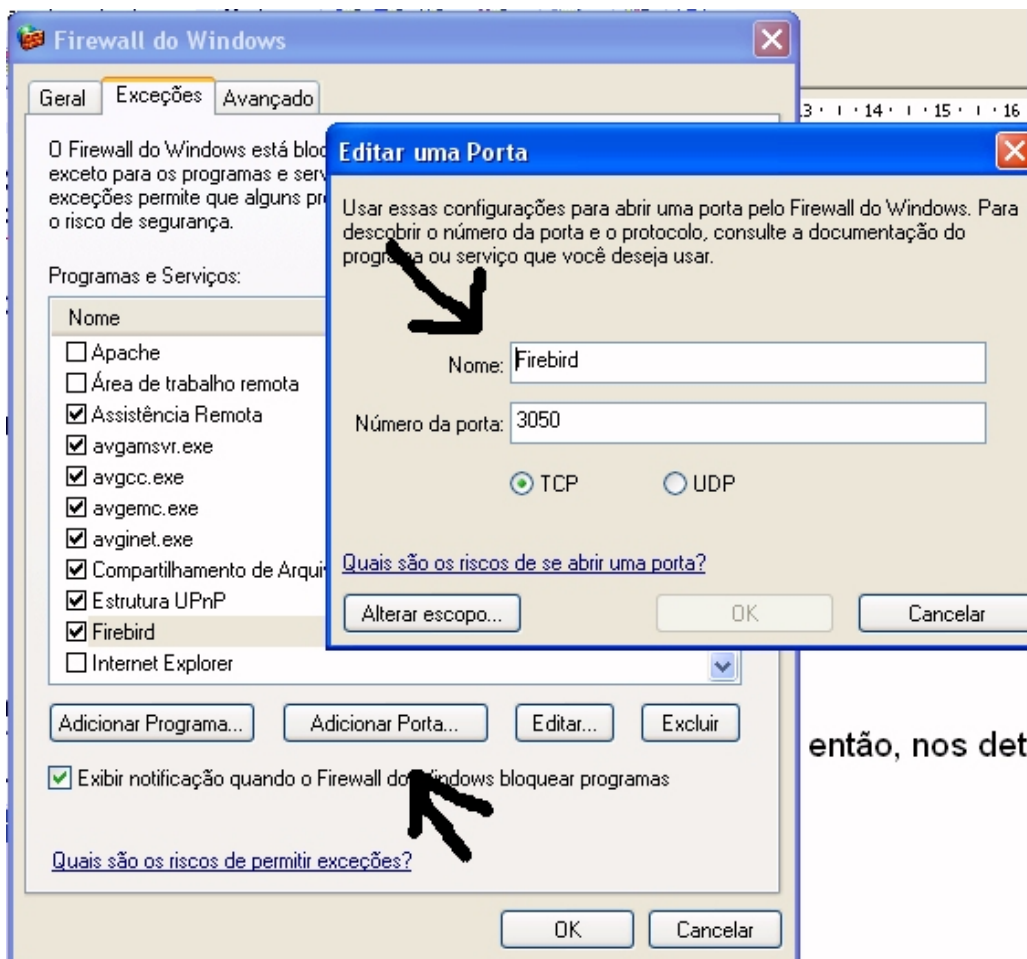 Firewall do Windows
Geral Exceções Avançado
O Firewall do Windows está
exceto para os programas e
exceções permite que alguns
o risco de segurança.
Programas e Serviços:
Nome
Apache
Área de trabalho remota
Assistência Remota
avgamsvr.exe
avgcc.exe
avgemc.exe
avginet.exe
Compartilhamento de
Estrutura UPnP
Firebird
Internet Explorer
Adicionar Programa... Adicionar Porta... Editar... Excluir
Exibir notificação quando o Firewall do Windows bloquear programas
Quais são os riscos de permitir exceções?
OK Cancelar
Editar uma Porta
Usar essas configurações para abrir uma porta pelo Firewall do Windows. Para
descobrir o número da porta e o protocolo, consulte a documentação do
programa ou serviço que você deseja usar.
Nome: Firebird
Número da porta: 3050
TCP UDP
Quais são os riscos de se abrir uma porta?
Alterar escopo... OK Cancelar
14 15 16
então, nos